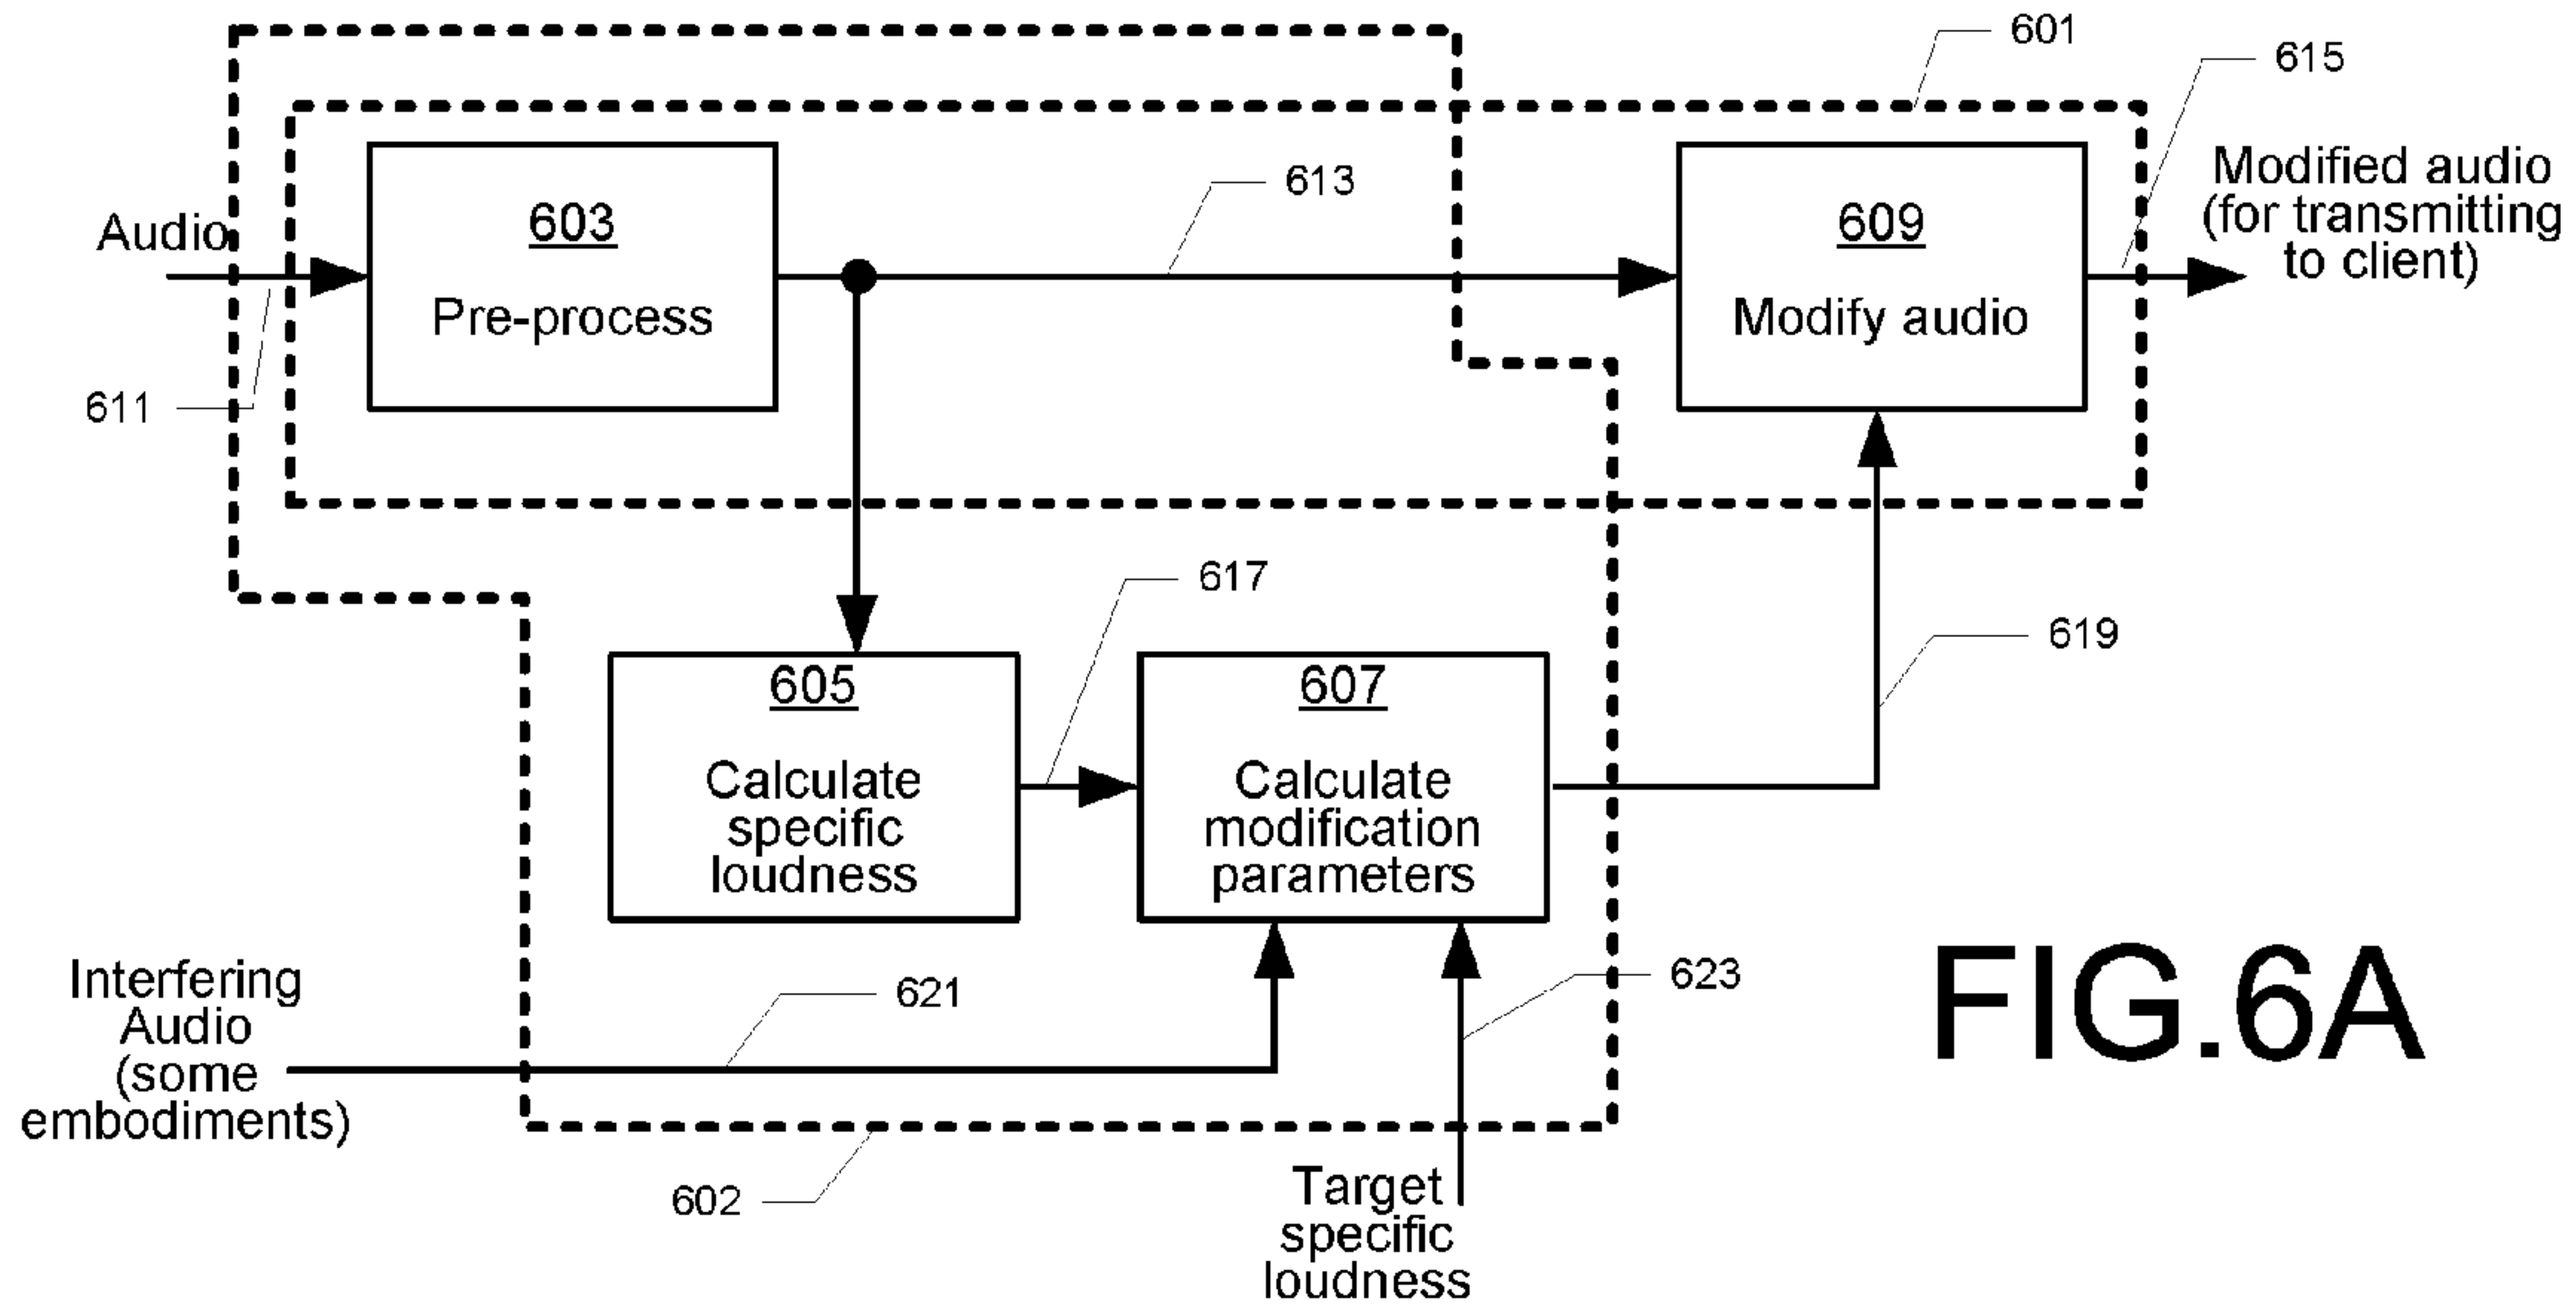 601
615
Modified audio
(for transmitting
to client)
613
603
Pre-process
609
Modify audio
Audio
611
617
619
605
Calculate
specific
loudness
607
Calculate
modification
parameters
623
621
Interfering
Audio
(some
embodiments)
602
Target
specific
loudness
FIG.6A